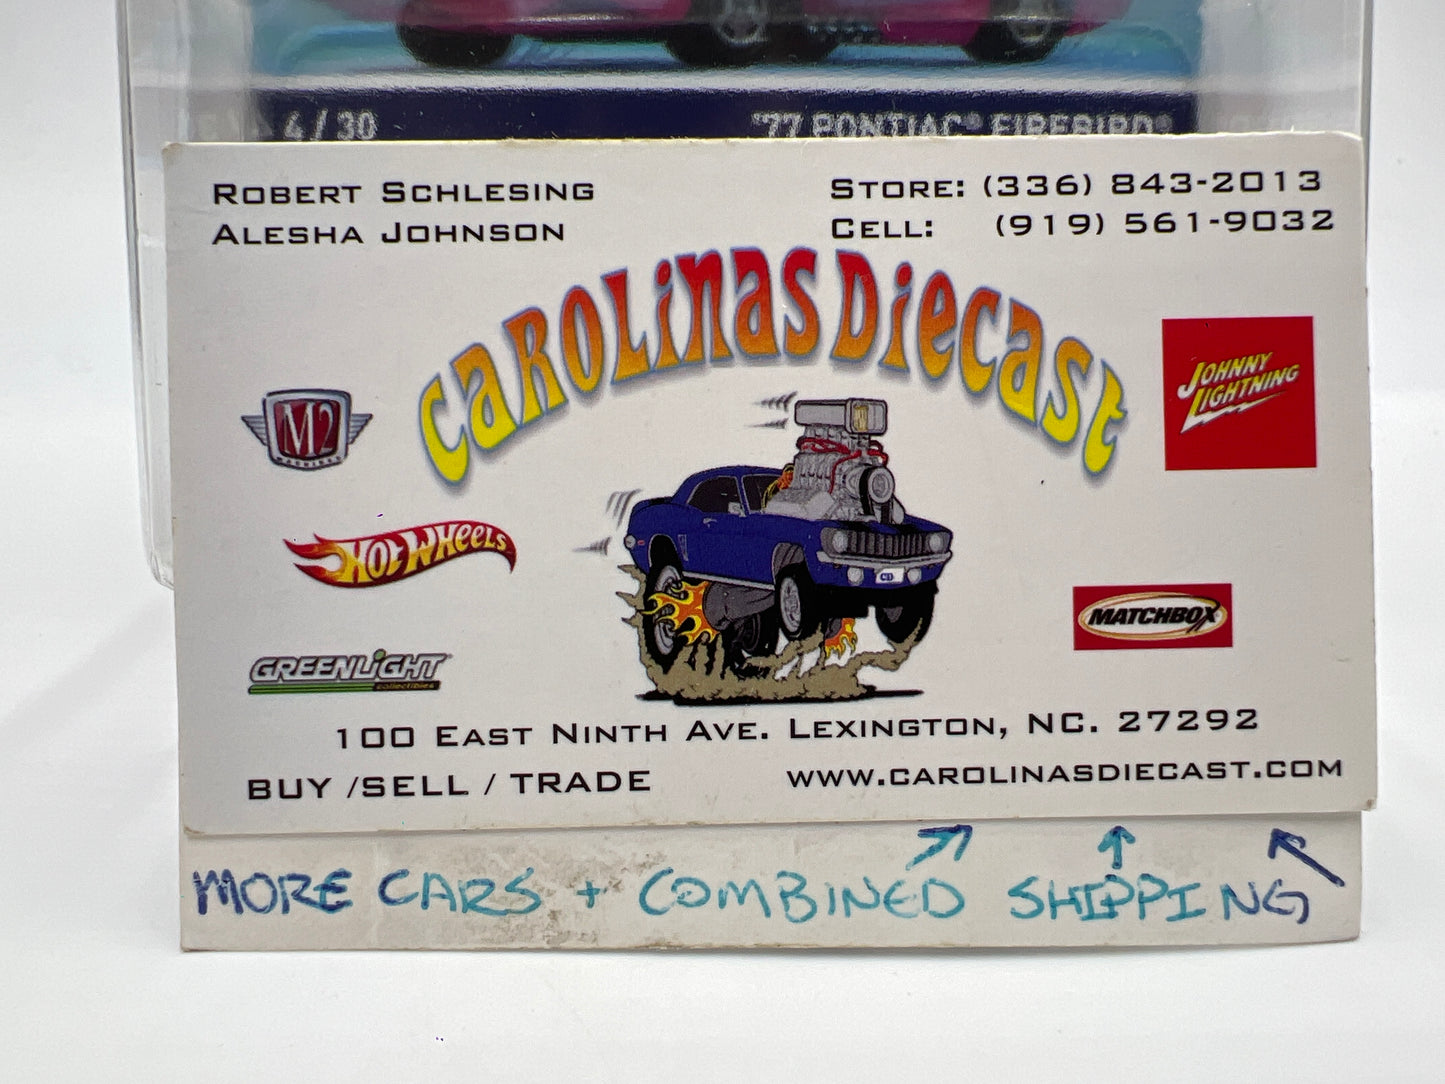 4 / 30
'77 PONTIAC® FIREBIRD®
ROBERT SCHLESING
ALESHA JOHNSON
STORE: (336) 843-2013
CELL: (919) 561-9032
CAROLINAS DIECAST
M2
MACHINES
JOHNNY
LIGHTNING
HOT WHEELS
MATCHBOX
GREENLIGHT
collectibles
100 EAST NINTH AVE. LEXINGTON, NC. 27292
BUY /SELL / TRADE
WWW.CAROLINASDIECAST.COM
MORE CARS + COMBINED SHIPPING